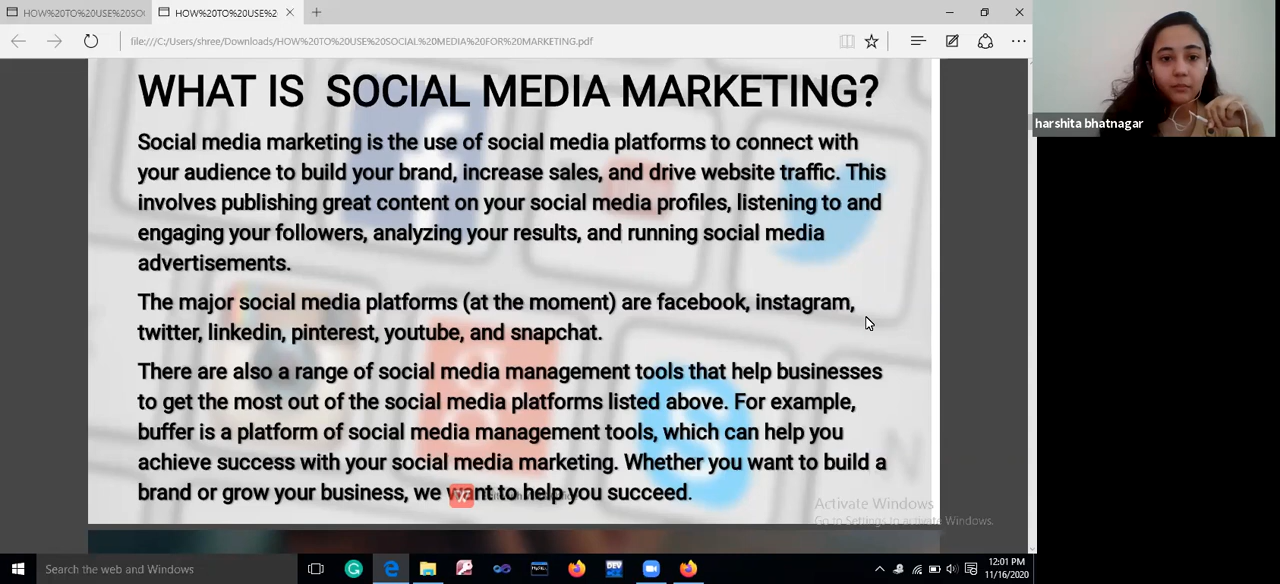 HOW%20TO%20USE%20SO
HOW%20TO%20USE%
file:///C:/Users/shree/Downloads/HOW%20TO%20USE%20SOCIAL%20MEDIA%20FOR%20MARKETING.pdf
harshita bhatnagar
WHAT IS SOCIAL MEDIA MARKETING?
Social media marketing is the use of social media platforms to connect with
your audience to build your brand, increase sales, and drive website traffic. This
involves publishing great content on your social media profiles, listening to and
engaging your followers, analyzing your results, and running social media
advertisements.
The major social media platforms (at the moment) are facebook, instagram,
twitter, linkedin, pinterest, youtube, and snapchat.
There are also a range of social media management tools that help businesses
to get the most out of the social media platforms listed above. For example,
buffer is a platform of social media management tools, which can help you
achieve success with your social media marketing. Whether you want to build a
brand or grow your business, we want to help you succeed.
Activate Windows
Go to Settings to activate Windows.
Search the web and Windows
DEV
12:01 PM
11/16/2020